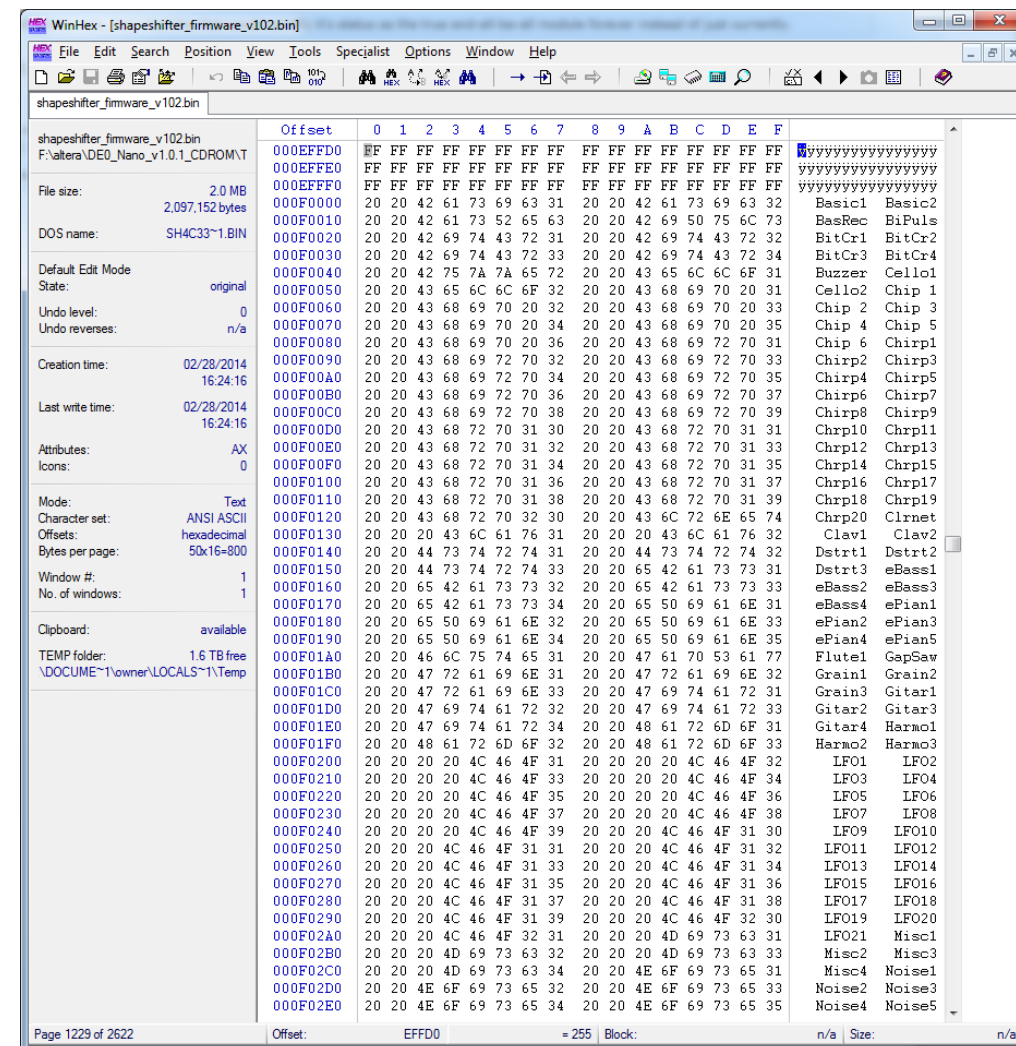 WinHex - [shapeshifter_firmware_v102.bin]
File Edit Search Position View Tools Specialist Options Window Help
shapeshifter_firmware_v102.bin
shapeshifter_firmware_v102.bin
F:\altera\DE0_Nano_v1.0.1_CDROM\T
File size: 2.0 MB
2,097,152 bytes
DOS name: SH4C33~1.BIN
Default Edit Mode
State: original
Undo level: 0
Undo reverses: n/a
Creation time: 02/28/2014
16:24:16
Last write time: 02/28/2014
16:24:16
Attributes: AX
Icons: 0
Mode: Text
Character set: ANSI ASCII
Offsets: hexadecimal
Bytes per page: 50x16=800
Window #: 1
No. of windows: 1
Clipboard: available
TEMP folder: 1.6 TB free
\DOCUME~1\owner\LOCALS~1\Temp
Offset 0 1 2 3 4 5 6 7 8 9 A B C D E F
000EFFD0 FF FF FF FF FF FF FF FF FF FF FF FF FF FF FF FF ÿÿÿÿÿÿÿÿÿÿÿÿÿÿÿÿ
000EFFE0 FF FF FF FF FF FF FF FF FF FF FF FF FF FF FF FF ÿÿÿÿÿÿÿÿÿÿÿÿÿÿÿÿ
000EFFF0 FF FF FF FF FF FF FF FF FF FF FF FF FF FF FF FF ÿÿÿÿÿÿÿÿÿÿÿÿÿÿÿÿ
000F0000 20 20 42 61 73 69 63 31 20 20 42 61 73 69 63 32 Basic1 Basic2
000F0010 20 20 42 61 73 52 65 63 20 20 42 69 50 75 6C 73 BasRec BiPuls
000F0020 20 20 42 69 74 43 72 31 20 20 42 69 74 43 72 32 BitCr1 BitCr2
000F0030 20 20 42 69 74 43 72 33 20 20 42 69 74 43 72 34 BitCr3 BitCr4
000F0040 20 20 42 75 7A 7A 65 72 20 20 43 65 6C 6C 6F 31 Buzzer Cello1
000F0050 20 20 43 65 6C 6C 6F 32 20 20 43 68 69 70 20 31 Cello2 Chip 1
000F0060 20 20 43 68 69 70 20 32 20 20 43 68 69 70 20 33 Chip 2 Chip 3
000F0070 20 20 43 68 69 70 20 34 20 20 43 68 69 70 20 35 Chip 4 Chip 5
000F0080 20 20 43 68 69 70 20 36 20 20 43 68 69 72 70 31 Chip 6 Chirp1
000F0090 20 20 43 68 69 72 70 32 20 20 43 68 69 72 70 33 Chirp2 Chirp3
000F00A0 20 20 43 68 69 72 70 34 20 20 43 68 69 72 70 35 Chirp4 Chirp5
000F00B0 20 20 43 68 69 72 70 36 20 20 43 68 69 72 70 37 Chirp6 Chirp7
000F00C0 20 20 43 68 69 72 70 38 20 20 43 68 69 72 70 39 Chirp8 Chirp9
000F00D0 20 20 43 68 72 70 31 30 20 20 43 68 72 70 31 31 Chrp10 Chrp11
000F00E0 20 20 43 68 72 70 31 32 20 20 43 68 72 70 31 33 Chrp12 Chrp13
000F00F0 20 20 43 68 72 70 31 34 20 20 43 68 72 70 31 35 Chrp14 Chrp15
000F0100 20 20 43 68 72 70 31 36 20 20 43 68 72 70 31 37 Chrp16 Chrp17
000F0110 20 20 43 68 72 70 31 38 20 20 43 68 72 70 31 39 Chrp18 Chrp19
000F0120 20 20 43 68 72 70 32 30 20 20 43 6C 72 6E 65 74 Chrp20 Clrnet
000F0130 20 20 20 43 6C 61 76 31 20 20 20 43 6C 61 76 32 Clav1 Clav2
000F0140 20 20 44 73 74 72 74 31 20 20 44 73 74 72 74 32 Dstrt1 Dstrt2
000F0150 20 20 44 73 74 72 74 33 20 20 65 42 61 73 73 31 Dstrt3 eBass1
000F0160 20 20 65 42 61 73 73 32 20 20 65 42 61 73 73 33 eBass2 eBass3
000F0170 20 20 65 42 61 73 73 34 20 20 65 50 69 61 6E 31 eBass4 ePian1
000F0180 20 20 65 50 69 61 6E 32 20 20 65 50 69 61 6E 33 ePian2 ePian3
000F0190 20 20 65 50 69 61 6E 34 20 20 65 50 69 61 6E 35 ePian4 ePian5
000F01A0 20 20 46 6C 75 74 65 31 20 20 47 61 70 53 61 77 Flute1 GapSaw
000F01B0 20 20 47 72 61 69 6E 31 20 20 47 72 61 69 6E 32 Grain1 Grain2
000F01C0 20 20 47 72 61 69 6E 33 20 20 47 69 74 61 72 31 Grain3 Gitar1
000F01D0 20 20 47 69 74 61 72 32 20 20 47 69 74 61 72 33 Gitar2 Gitar3
000F01E0 20 20 47 69 74 61 72 34 20 20 48 61 72 6D 6F 31 Gitar4 Harmo1
000F01F0 20 20 48 61 72 6D 6F 32 20 20 48 61 72 6D 6F 33 Harmo2 Harmo3
000F0200 20 20 20 20 4C 46 4F 31 20 20 20 20 4C 46 4F 32 LFO1 LFO2
000F0210 20 20 20 20 4C 46 4F 33 20 20 20 20 4C 46 4F 34 LFO3 LFO4
000F0220 20 20 20 20 4C 46 4F 35 20 20 20 20 4C 46 4F 36 LFO5 LFO6
000F0230 20 20 20 20 4C 46 4F 37 20 20 20 20 4C 46 4F 38 LFO7 LFO8
000F0240 20 20 20 20 4C 46 4F 39 20 20 20 4C 46 4F 31 30 LFO9 LFO10
000F0250 20 20 20 4C 46 4F 31 31 20 20 20 4C 46 4F 31 32 LFO11 LFO12
000F0260 20 20 20 4C 46 4F 31 33 20 20 20 4C 46 4F 31 34 LFO13 LFO14
000F0270 20 20 20 4C 46 4F 31 35 20 20 20 4C 46 4F 31 36 LFO15 LFO16
000F0280 20 20 20 4C 46 4F 31 37 20 20 20 4C 46 4F 31 38 LFO17 LFO18
000F0290 20 20 20 4C 46 4F 31 39 20 20 20 4C 46 4F 32 30 LFO19 LFO20
000F02A0 20 20 20 4C 46 4F 32 31 20 20 20 4D 69 73 63 31 LFO21 Misc1
000F02B0 20 20 20 4D 69 73 63 32 20 20 20 4D 69 73 63 33 Misc2 Misc3
000F02C0 20 20 20 4D 69 73 63 34 20 20 4E 6F 69 73 65 31 Misc4 Noise1
000F02D0 20 20 4E 6F 69 73 65 32 20 20 4E 6F 69 73 65 33 Noise2 Noise3
000F02E0 20 20 4E 6F 69 73 65 34 20 20 4E 6F 69 73 65 35 Noise4 Noise5
Page 1229 of 2622 Offset: EFFD0 = 255 Block: n/a Size: n/a